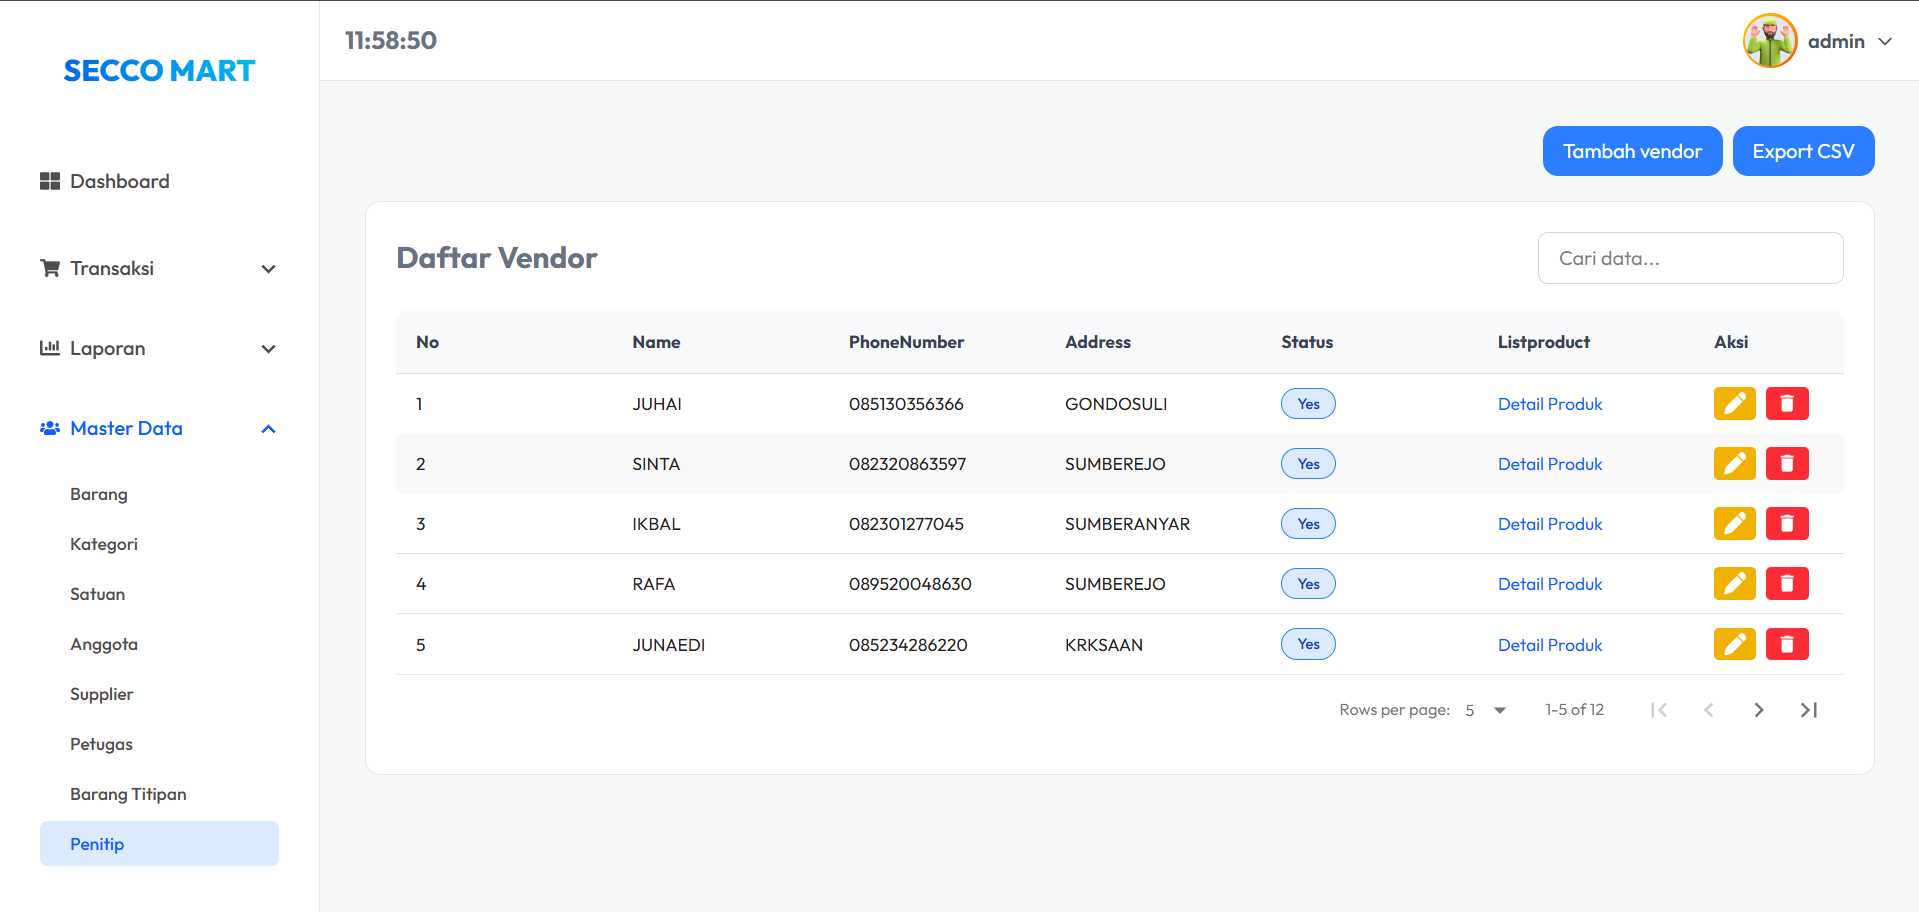 SECCO MART
11:58:50
admin
Dashboard
Transaksi
Laporan
Master Data
Barang
Kategori
Satuan
Anggota
Supplier
Petugas
Barang Titipan
Penitip
Tambah vendor
Export CSV
Daftar Vendor
Cari data...
No Name PhoneNumber Address Status Listproduct Aksi
1 JUHAI 085130356366 GONDOSULI Yes Detail Produk
2 SINTA 082320863597 SUMBEREJO Yes Detail Produk
3 IKBAL 082301277045 SUMBERANYAR Yes Detail Produk
4 RAFA 089520048630 SUMBEREJO Yes Detail Produk
5 JUNAEDI 085234286220 KRKSAAN Yes Detail Produk
Rows per page: 5 1-5 of 12